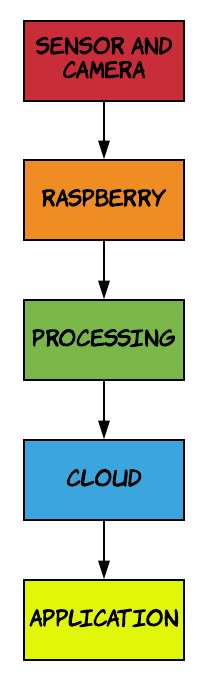 SENSOR AND
CAMERA
RASPBERRY
PROCESSING
CLOUD
APPLICATION